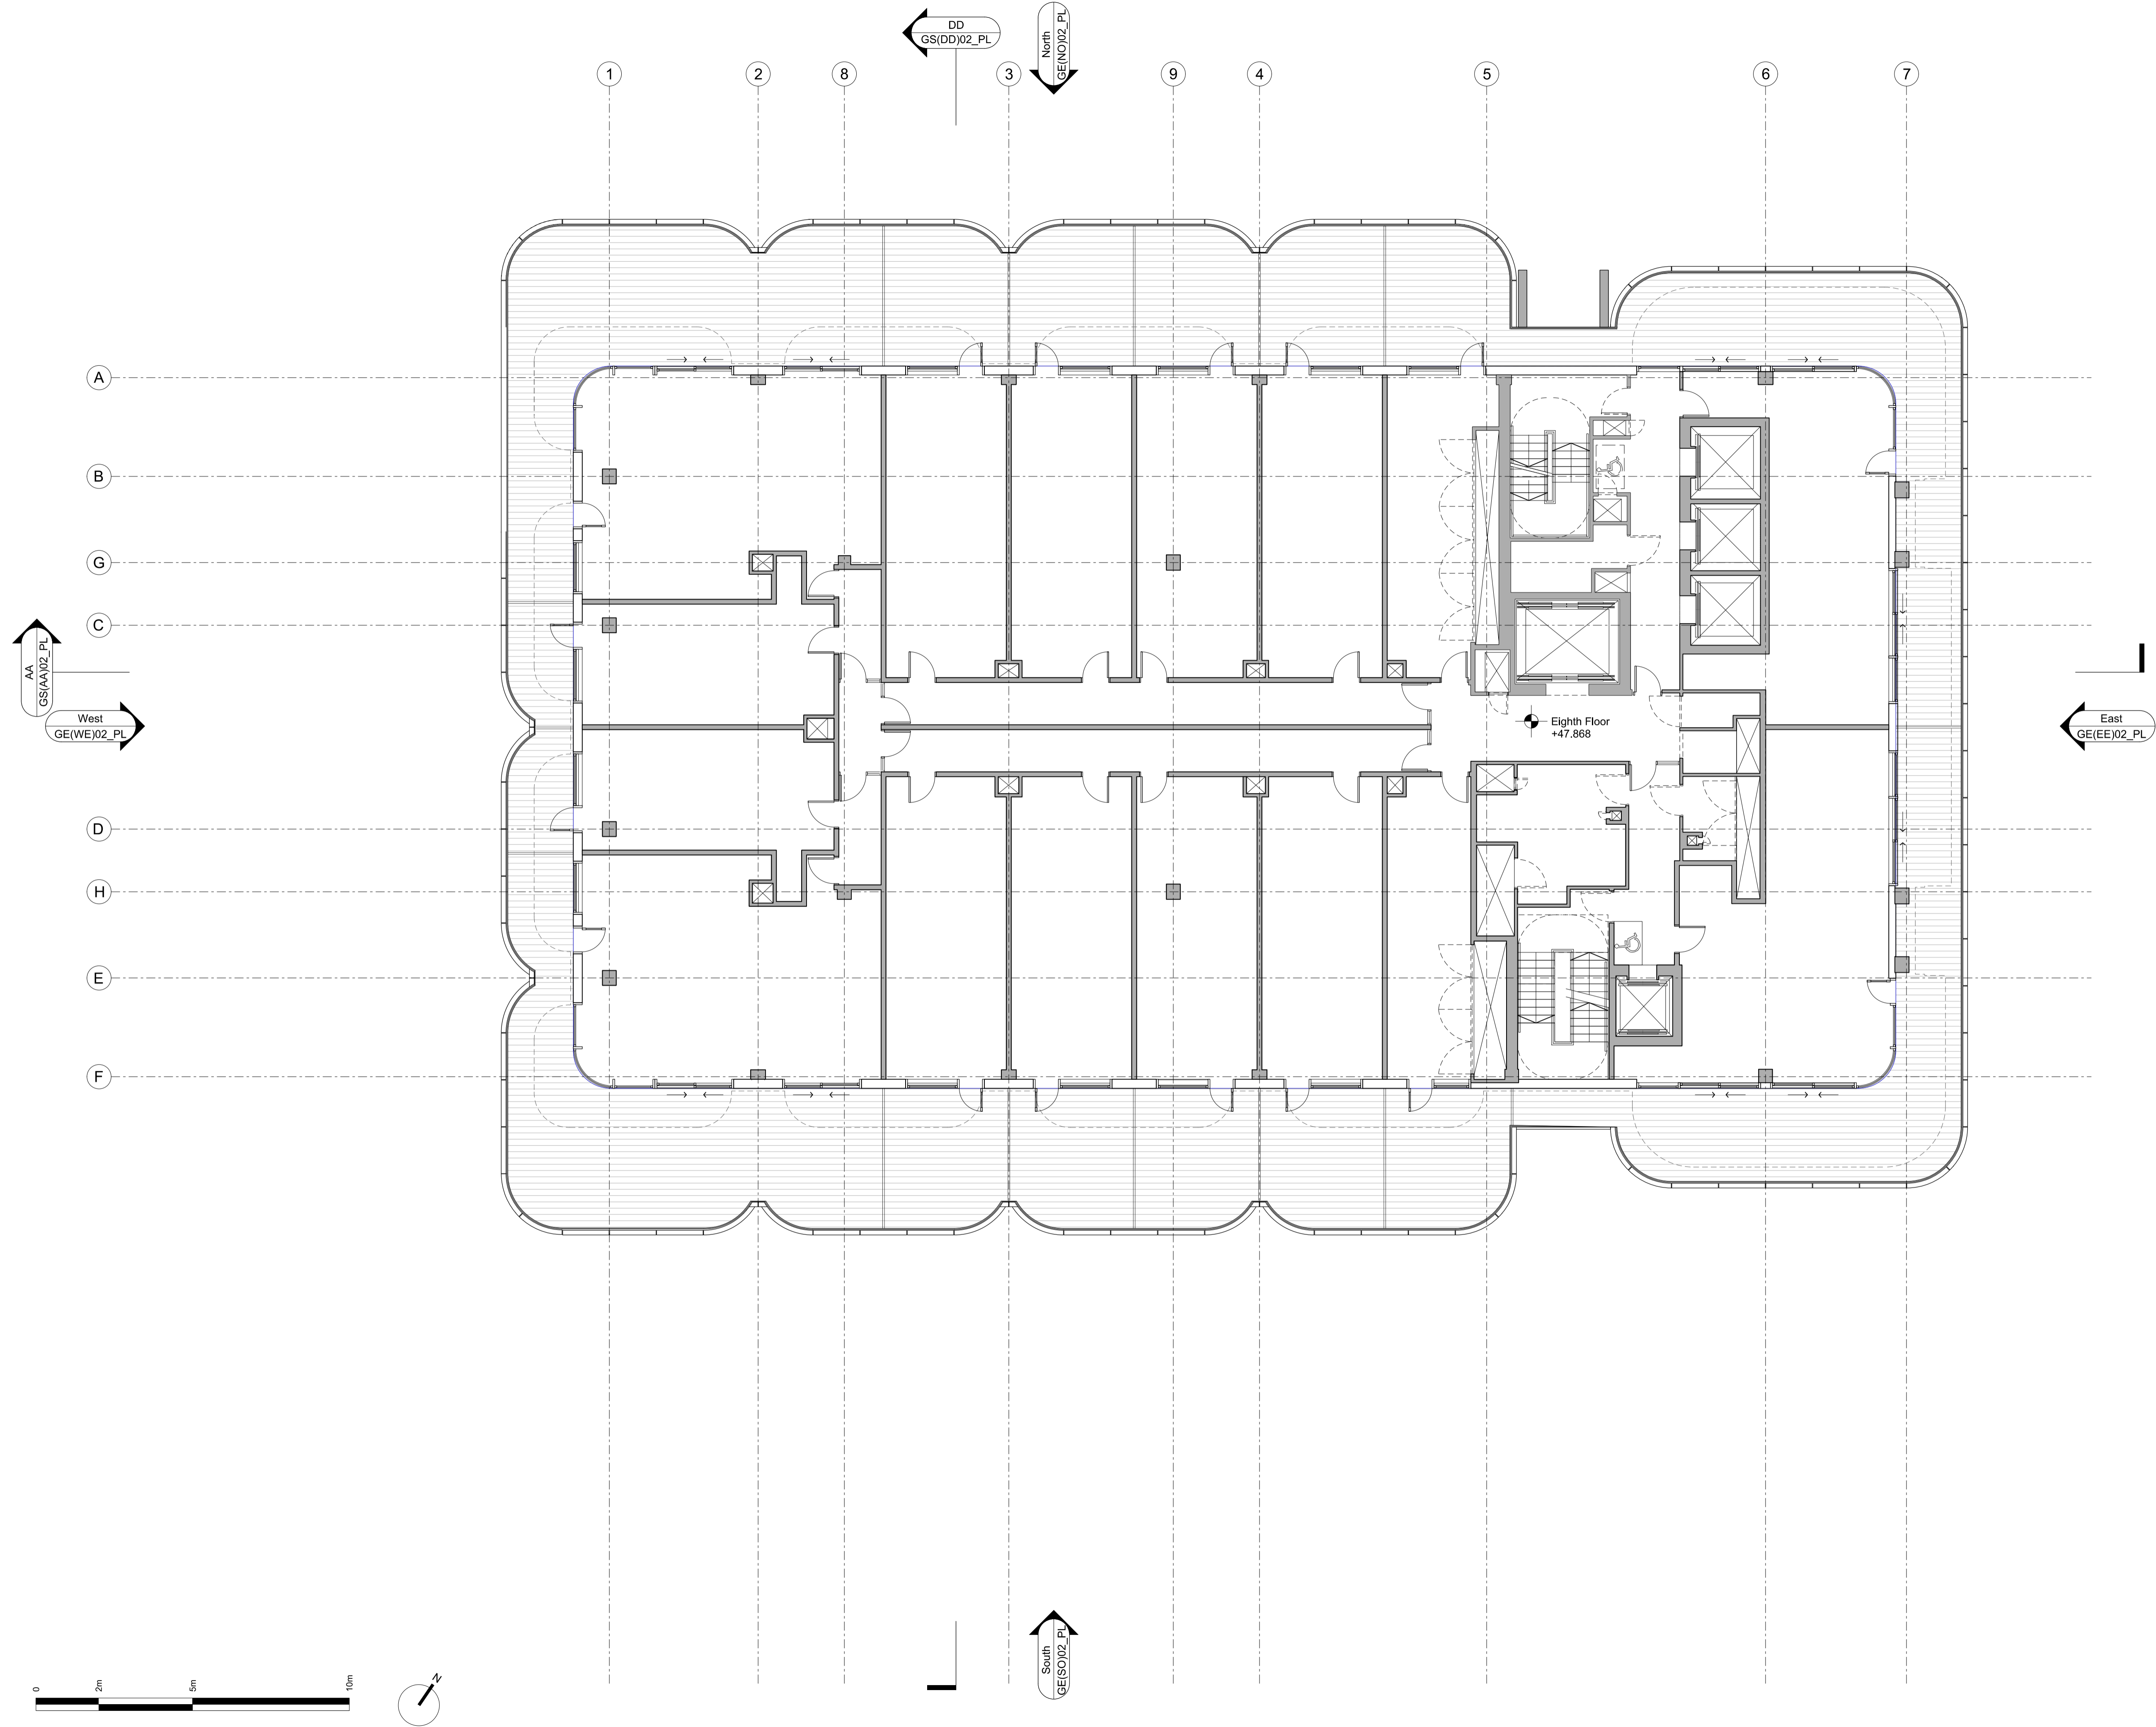 DD
GS(DD)02_PL
North
GE(NO)02_PL
1
2
8
3
9
4
5
6
7
A
B
G
C
D
H
E
F
AA
GS(AA)02_PL
West
GE(WE)02_PL
Eighth Floor
+47.868
East
GE(EE)02_PL
South
GE(SO)02_PL
0
2m
5m
10m
N